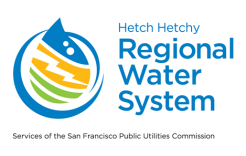 Hetch Hetchy
Regional
Water
System
Services of the San Francisco Public Utilities Commission